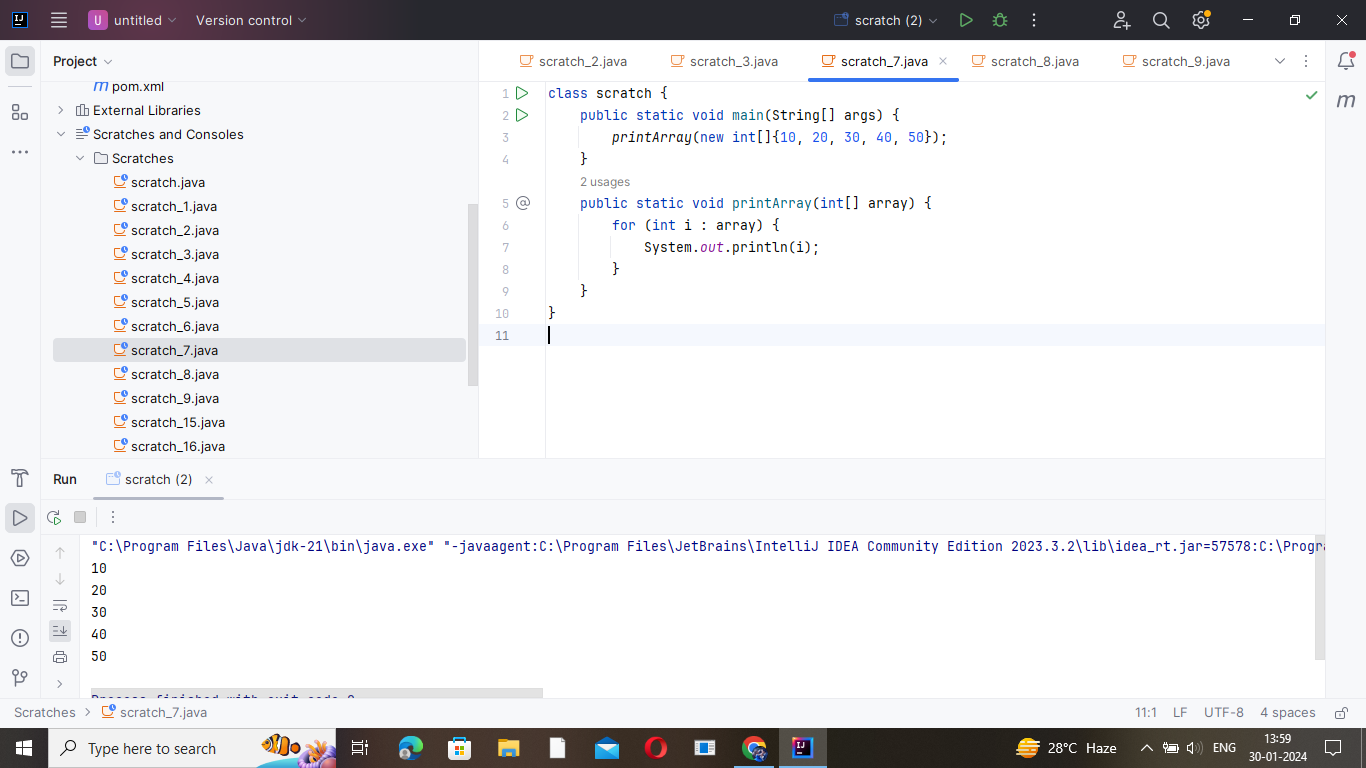 U untitled Version control scratch (2)
Project
scratch_2.java scratch_3.java scratch_7.java scratch_8.java scratch_9.java
m pom.xml
External Libraries
Scratches and Consoles
Scratches
scratch.java
scratch_1.java
scratch_2.java
scratch_3.java
scratch_4.java
scratch_5.java
scratch_6.java
scratch_7.java
scratch_8.java
scratch_9.java
scratch_15.java
scratch_16.java
1 class scratch {
2 public static void main(String[] args) {
3 printArray(new int[]{10, 20, 30, 40, 50});
4 }
2 usages
5 @ public static void printArray(int[] array) {
6 for (int i : array) {
7 System.out.println(i);
8 }
9 }
10 }
11
m
Run scratch (2)
"C:\Program Files\Java\jdk-21\bin\java.exe" "-javaagent:C:\Program Files\JetBrains\IntelliJ IDEA Community Edition 2023.3.2\lib\idea_rt.jar=57578:C:\Progr
10
20
30
40
50
Process finished with exit code 0
Scratches > scratch_7.java 11:1 LF UTF-8 4 spaces
Type here to search 28°C Haze ENG 13:59
30-01-2024